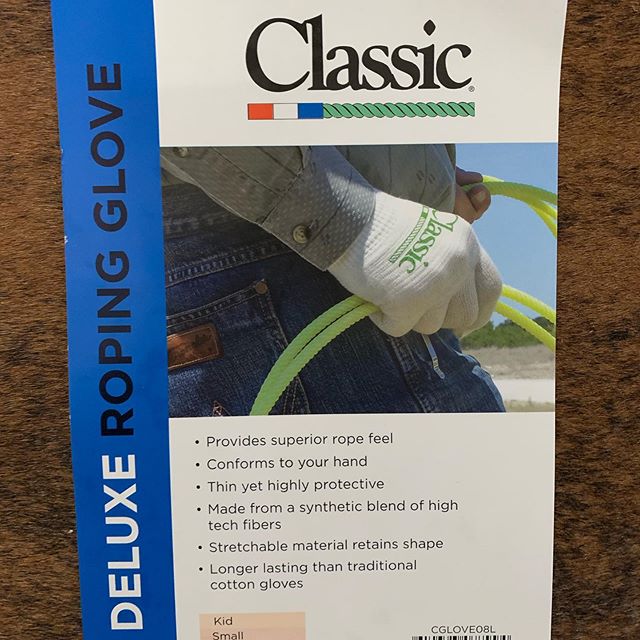 Classic®
DELUXE ROPING GLOVE
Classic
• Provides superior rope feel
• Conforms to your hand
• Thin yet highly protective
• Made from a synthetic blend of high
tech fibers
• Stretchable material retains shape
• Longer lasting than traditional
cotton gloves
Kid
Small
CGLOVE08L